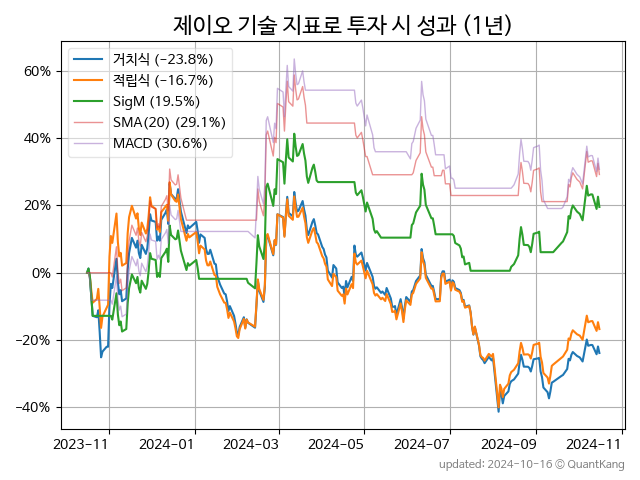 제이오 기술 지표로 투자 시 성과 (1년)
거치식 (−23.8%)
적립식 (−16.7%)
SigM (19.5%)
SMA(20) (29.1%)
MACD (30.6%)
60%
40%
20%
0%
−20%
−40%
2023-11 2024-01 2024-03 2024-05 2024-07 2024-09 2024-11
updated: 2024-10-16 © QuantKang